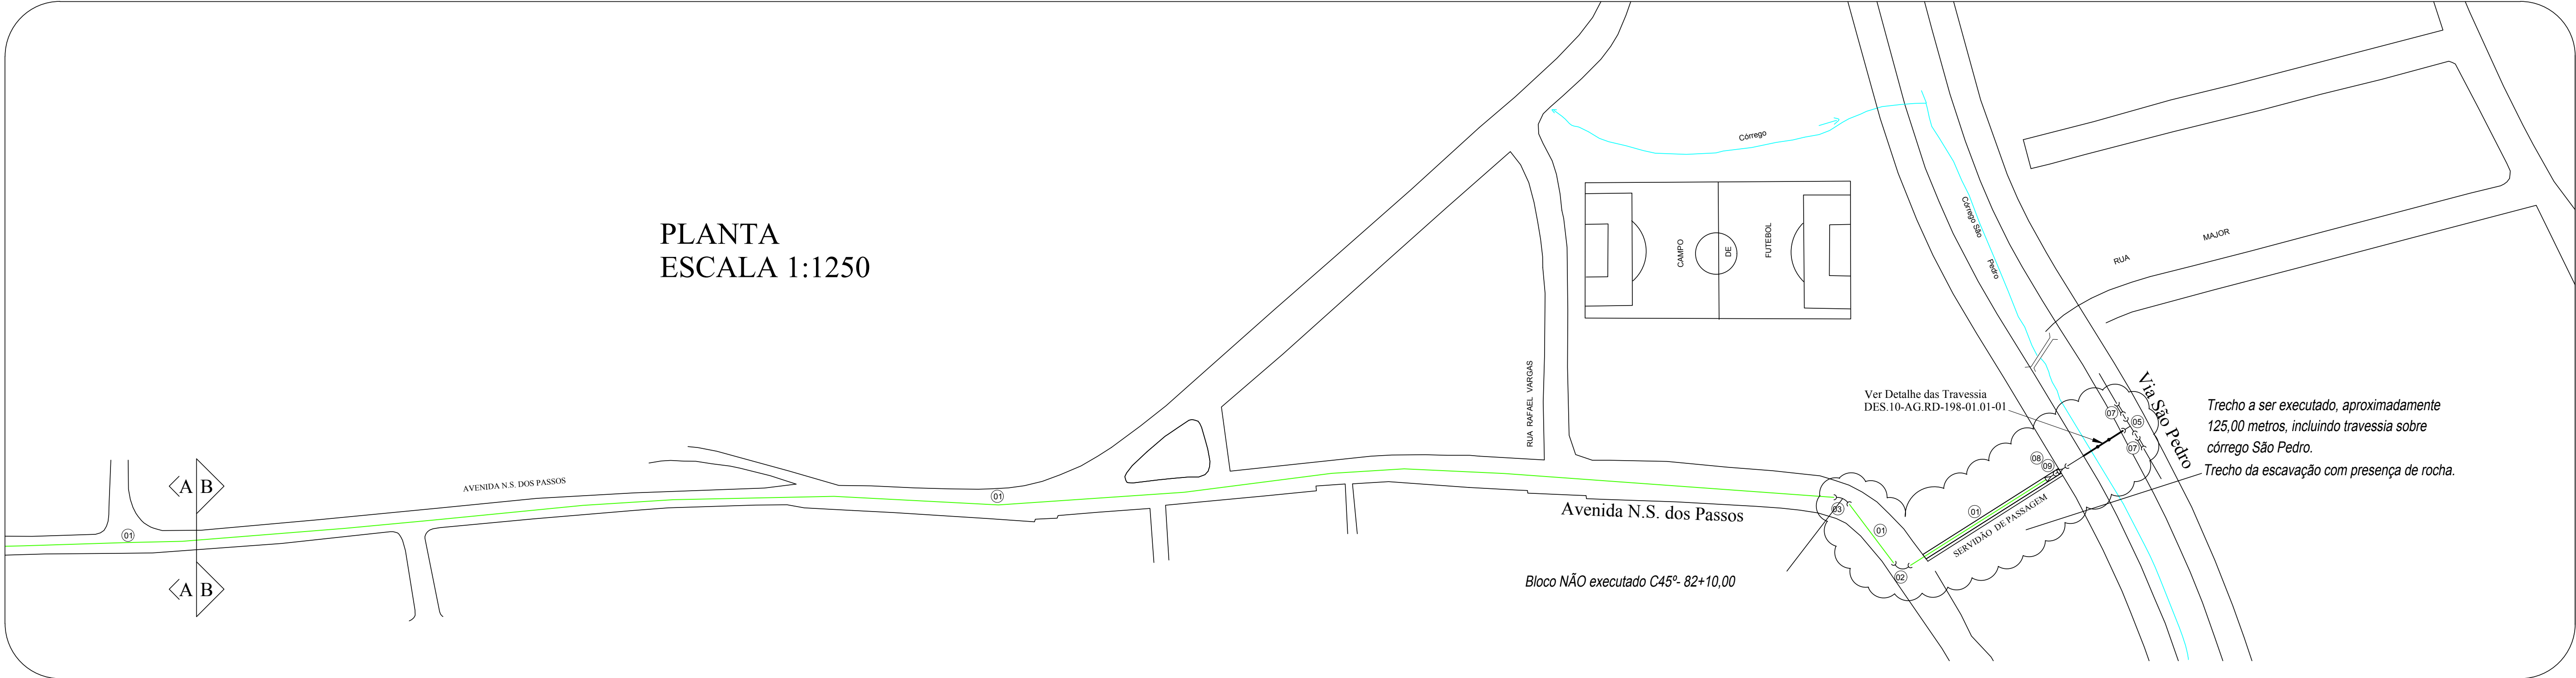 PLANTA
ESCALA 1:1250
Córrego
CAMPO
DE
FUTEBOL
Córrego São
Pedro
RUA
MAJOR
RUA RAFAEL VARGAS
Ver Detalhe das Travessia
DES.10-AG.RD-198-01.01-01
Via São Pedro
Trecho a ser executado, aproximadamente
125,00 metros, incluindo travessia sobre
córrego São Pedro.
Trecho da escavação com presença de rocha.
07
05
07
08
09
A B
AVENIDA N.S. DOS PASSOS
01
01
Avenida N.S. dos Passos
03
01
01
SERVIDÃO DE PASSAGEM
02
01
A B
Bloco NÃO executado C45º- 82+10,00